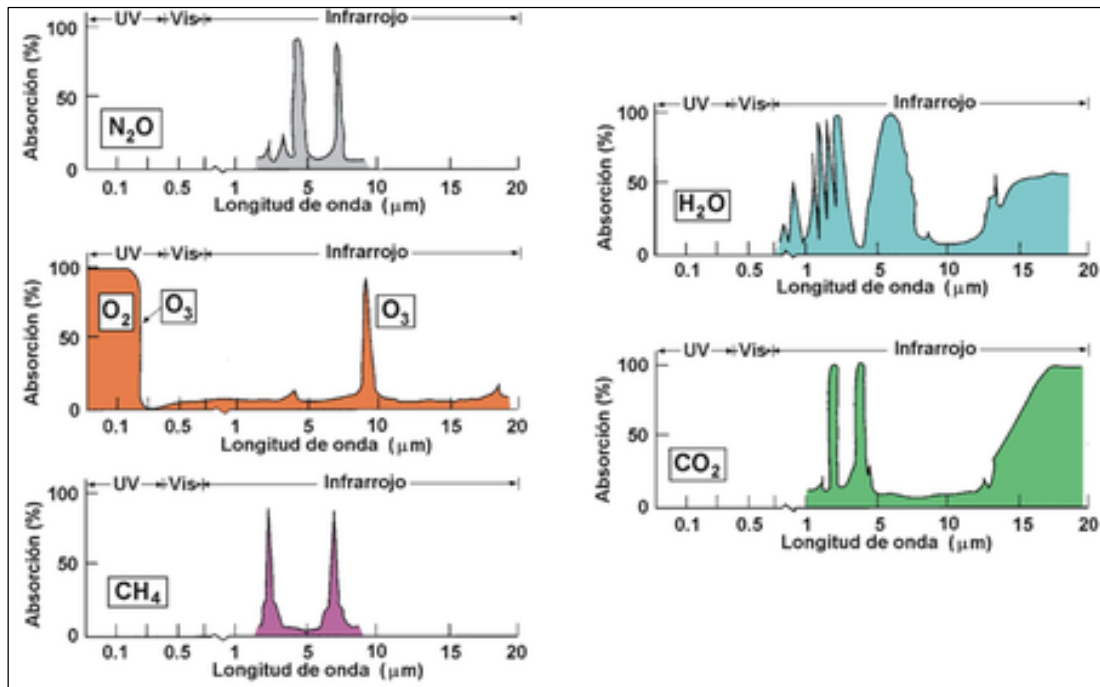 UV Vis Infrarrojo
Absorción (%)
100
50
0
N₂O
0.1 0.5 1 5 10 15 20
Longitud de onda (μm)
UV Vis Infrarrojo
Absorción (%)
100
50
0
O₂ O₃ O₃
0.1 0.5 1 5 10 15 20
Longitud de onda (μm)
UV Vis Infrarrojo
Absorción (%)
100
50
0
CH₄
0.1 0.5 1 5 10 15 20
Longitud de onda (μm)
UV Vis Infrarrojo
Absorción (%)
100
50
0
H₂O
0.1 0.5 1 5 10 15 20
Longitud de onda (μm)
UV Vis Infrarrojo
Absorción (%)
100
50
0
CO₂
0.1 0.5 1 5 10 15 20
Longitud de onda (μm)